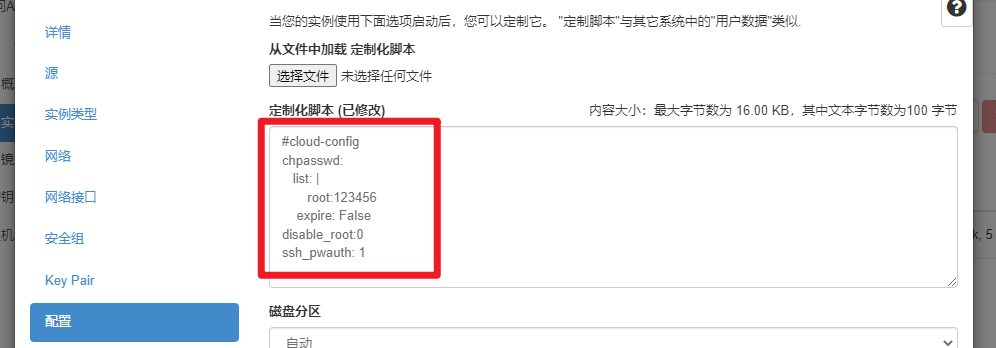 当您的实例使用下面选项启动后，您可以定制它。 "定制脚本"与其它系统中的"用户数据"类似.
详情
从文件中加载 定制化脚本
源
选择文件 未选择任何文件
实例类型
定制化脚本 (已修改)
内容大小：最大字节数为 16.00 KB，其中文本字节数为100 字节
#cloud-config
chpasswd:
list: |
root:123456
expire: False
disable_root:0
ssh_pwauth: 1
网络
网络接口
安全组
Key Pair
配置
磁盘分区
自动
k, 5